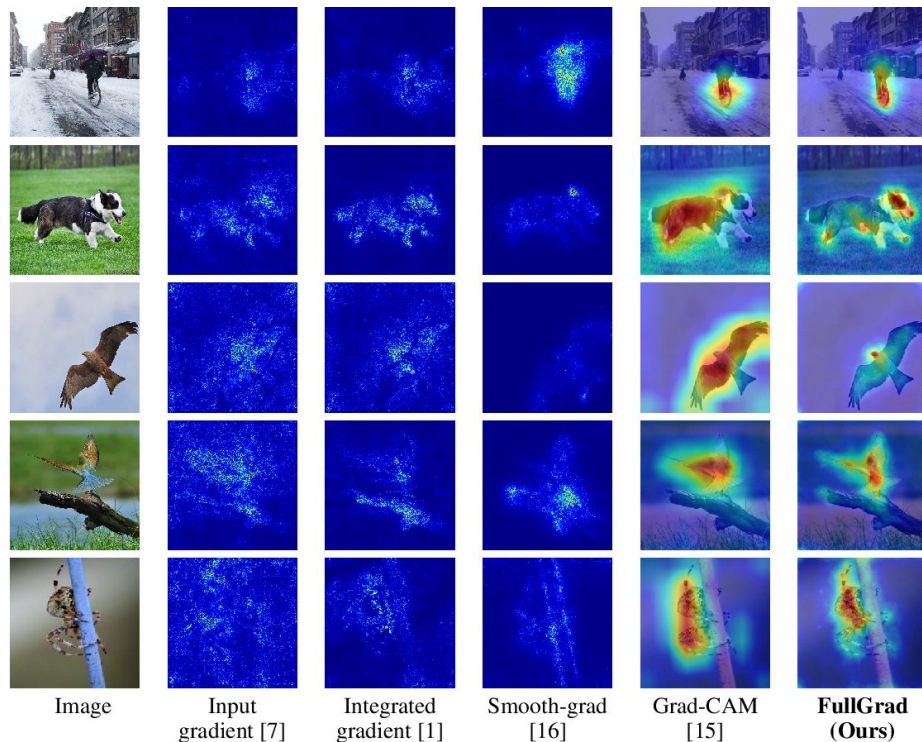 Image
Input
gradient [7]
Integrated
gradient [1]
Smooth-grad
[16]
Grad-CAM
[15]
FullGrad
(Ours)